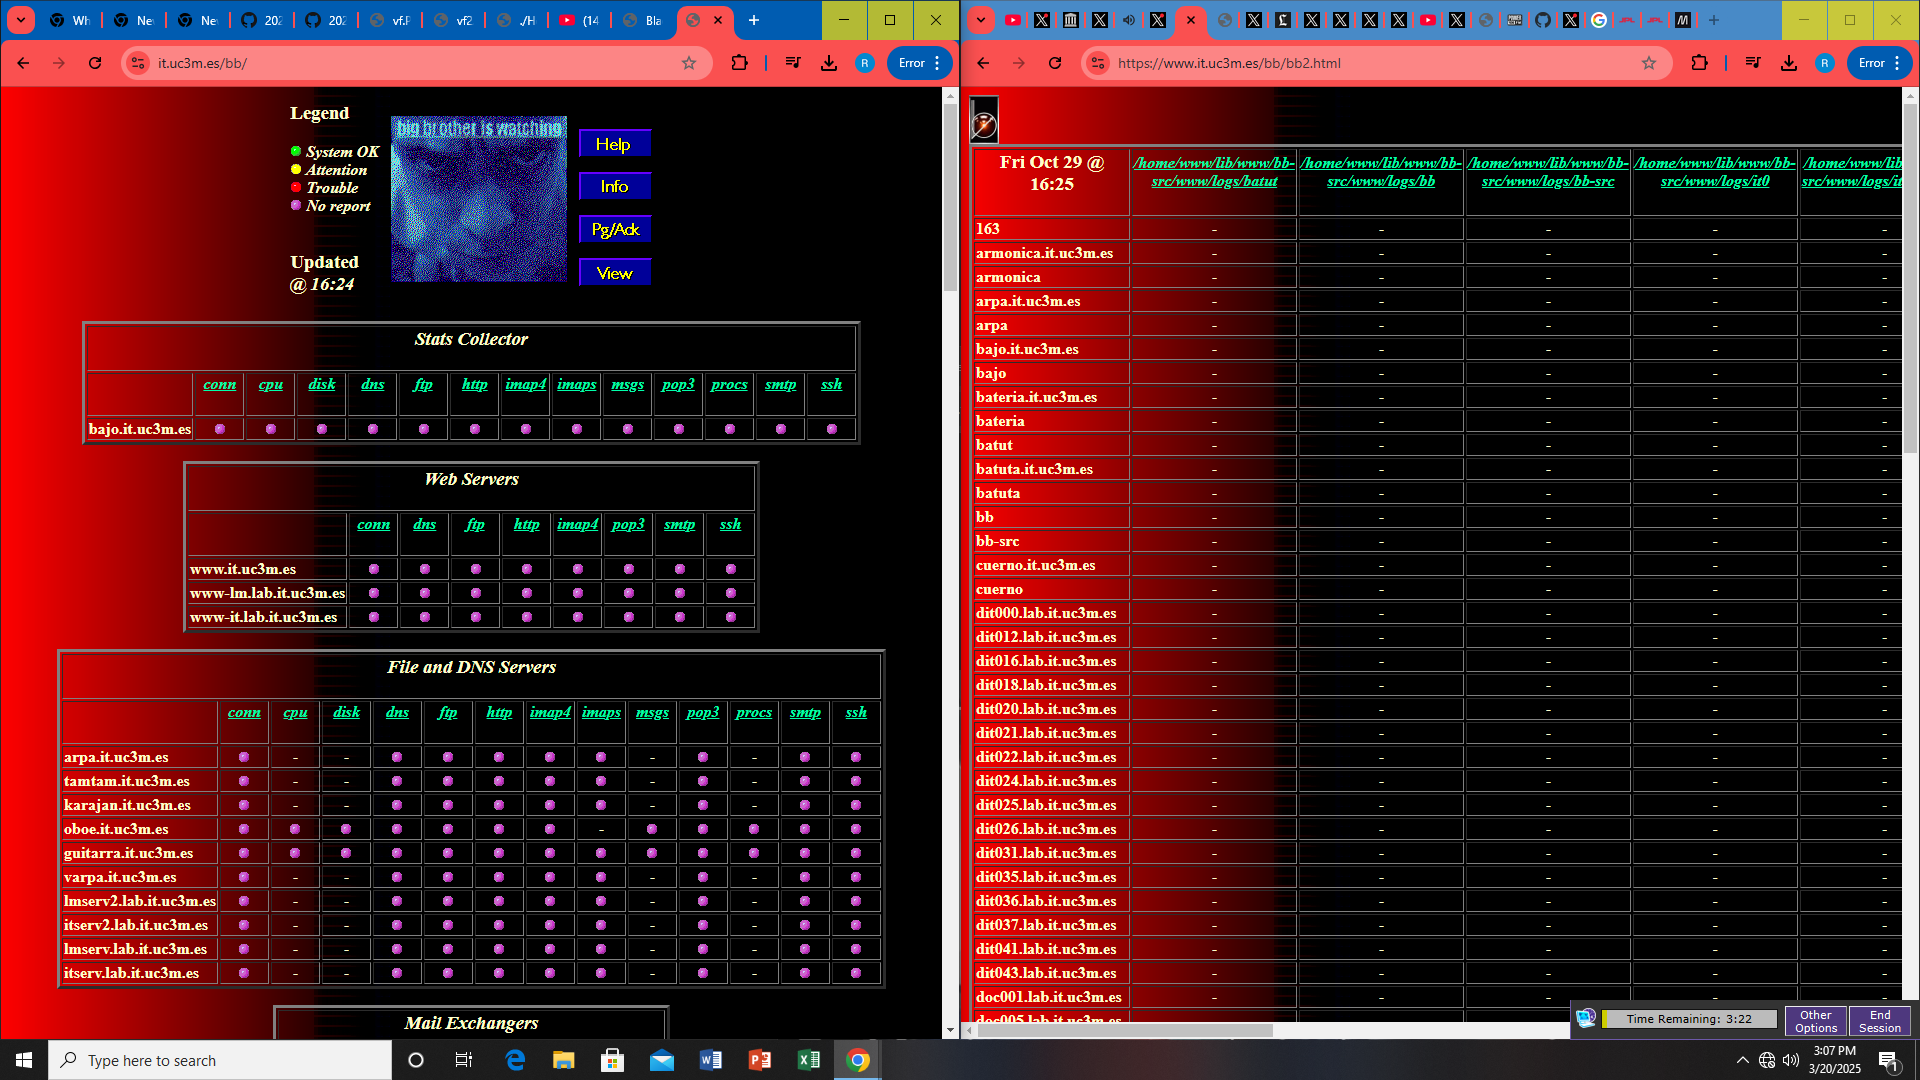 Wh
Nev
Nev
202
202
vf.P
vf2
./H
(14
Bla
it.uc3m.es/bb/
Error
Legend
System OK
Attention
Trouble
No report
Updated
@ 16:24
big brother is watching
Help
Info
Pg/Ack
View
Stats Collector
conn cpu disk dns ftp http imap4 imaps msgs pop3 procs smtp ssh
bajo.it.uc3m.es
Web Servers
conn dns ftp http imap4 pop3 smtp ssh
www.it.uc3m.es
www-lm.lab.it.uc3m.es
www-it.lab.it.uc3m.es
File and DNS Servers
conn cpu disk dns ftp http imap4 imaps msgs pop3 procs smtp ssh
arpa.it.uc3m.es - - - -
tamtam.it.uc3m.es - - - -
karajan.it.uc3m.es - - - -
oboe.it.uc3m.es -
guitarra.it.uc3m.es
varpa.it.uc3m.es - - - -
lmserv2.lab.it.uc3m.es - - - -
itserv2.lab.it.uc3m.es - - - -
lmserv.lab.it.uc3m.es - - - -
itserv.lab.it.uc3m.es - - - -
Mail Exchangers
https://www.it.uc3m.es/bb/bb2.html
R
Error
Fri Oct 29 @
16:25
/home/www/lib/www/bb-
src/www/logs/batut
/home/www/lib/www/bb-
src/www/logs/bb
/home/www/lib/www/bb-
src/www/logs/bb-src
/home/www/lib/www/bb-
src/www/logs/it0
/home/www/lib
src/www/logs/it
163 - - - - -
armonica.it.uc3m.es - - - - -
armonica - - - - -
arpa.it.uc3m.es - - - - -
arpa - - - - -
bajo.it.uc3m.es - - - - -
bajo - - - - -
bateria.it.uc3m.es - - - - -
bateria - - - - -
batut - - - - -
batuta.it.uc3m.es - - - - -
batuta - - - - -
bb - - - - -
bb-src - - - - -
cuerno.it.uc3m.es - - - - -
cuerno - - - - -
dit000.lab.it.uc3m.es - - - - -
dit012.lab.it.uc3m.es - - - - -
dit016.lab.it.uc3m.es - - - - -
dit018.lab.it.uc3m.es - - - - -
dit020.lab.it.uc3m.es - - - - -
dit021.lab.it.uc3m.es - - - - -
dit022.lab.it.uc3m.es - - - - -
dit024.lab.it.uc3m.es - - - - -
dit025.lab.it.uc3m.es - - - - -
dit026.lab.it.uc3m.es - - - - -
dit031.lab.it.uc3m.es - - - - -
dit035.lab.it.uc3m.es - - - - -
dit036.lab.it.uc3m.es - - - - -
dit037.lab.it.uc3m.es - - - - -
dit041.lab.it.uc3m.es - - - - -
dit043.lab.it.uc3m.es - - - - -
doc001.lab.it.uc3m.es - - - -
doc005.lab.it.uc3m.es
Time Remaining: 3:22
Other
Options
End
Session
Type here to search
3:07 PM
3/20/2025
1